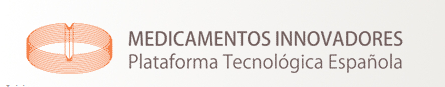 MEDICAMENTOS INNOVADORES
Plataforma Tecnológica Española